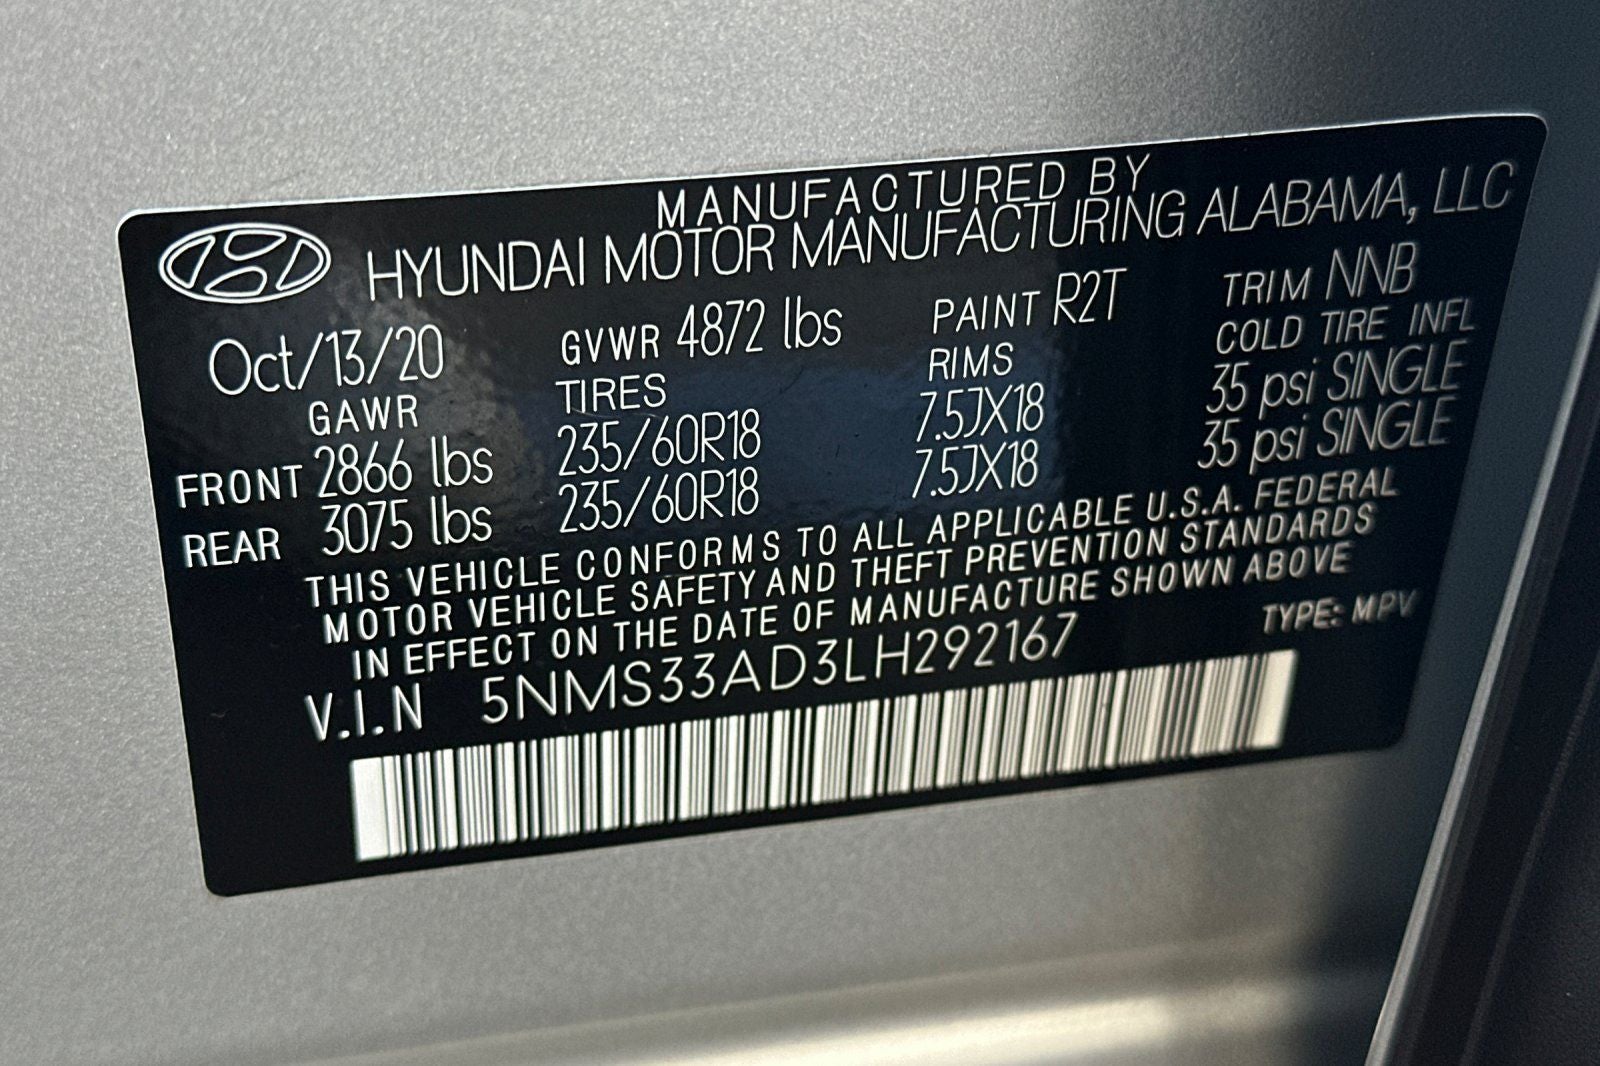 MANUFACTURED BY
HYUNDAI MOTOR MANUFACTURING ALABAMA, LLC
Oct/13/20 GVWR 4872 lbs PAINT R2T TRIM NNB
GAWR TIRES RIMS COLD TIRE INFL
FRONT 2866 lbs 235/60R18 7.5JX18 35 psi SINGLE
REAR 3075 lbs 235/60R18 7.5JX18 35 psi SINGLE
THIS VEHICLE CONFORMS TO ALL APPLICABLE U.S.A. FEDERAL
MOTOR VEHICLE SAFETY AND THEFT PREVENTION STANDARDS
IN EFFECT ON THE DATE OF MANUFACTURE SHOWN ABOVE
V.I.N 5NMS33AD3LH292167 TYPE: MPV